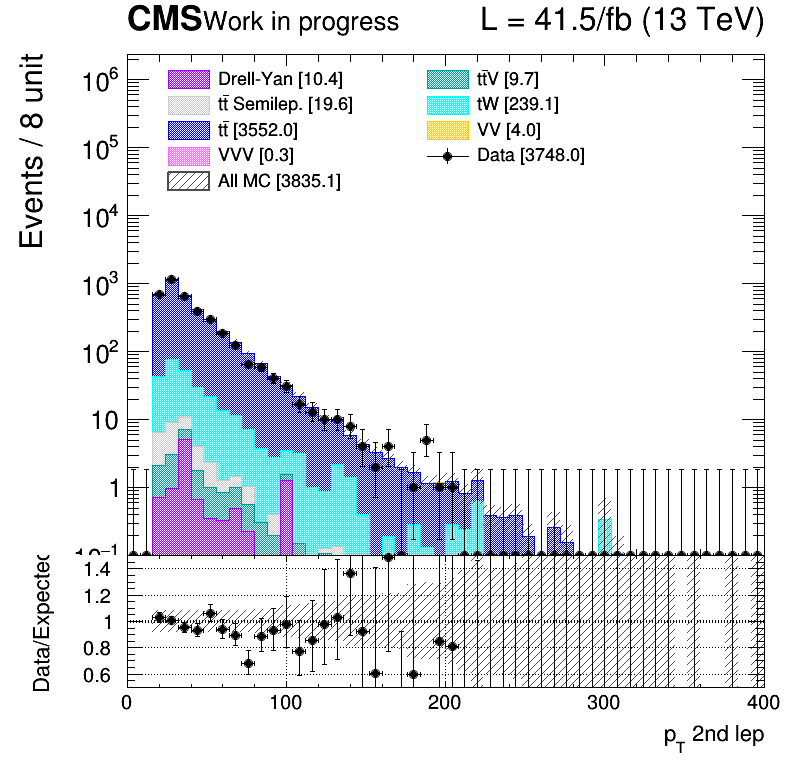 CMS Work in progress L = 41.5/fb (13 TeV)
Events / 8 unit
Drell-Yan [10.4] tt̄V [9.7]
tt̄ Semilep. [19.6] tW [239.1]
tt̄ [3552.0] VV [4.0]
VVV [0.3] Data [3748.0]
All MC [3835.1]
10⁶
10⁵
10⁴
10³
10²
10
1
10⁻¹
Data/Expected
1.4
1.2
1
0.8
0.6
0 100 200 300 400
p_T 2nd lep